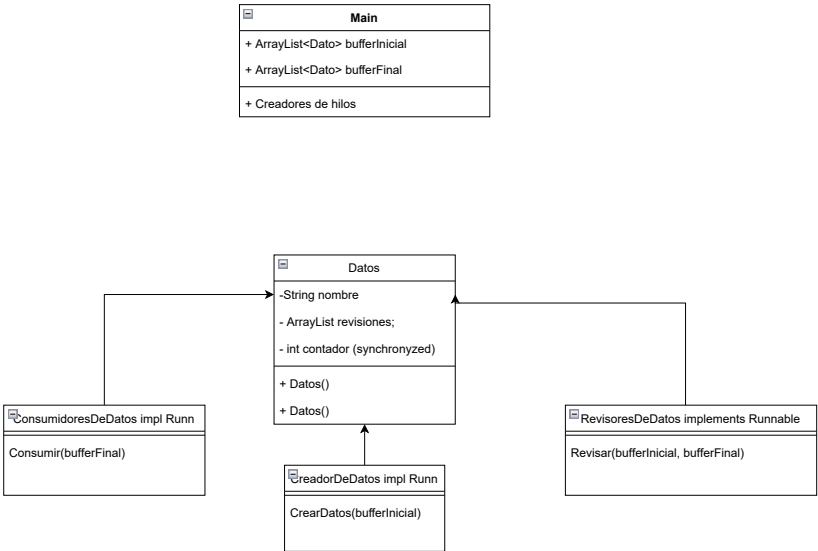 Main
+ ArrayList<Dato> bufferInicial
+ ArrayList<Dato> bufferFinal
+ Creadores de hilos
Datos
-String nombre
- ArrayList revisiones;
- int contador (synchronyzed)
+ Datos()
+ Datos()
ConsumidoresDeDatos impl Runn
Consumir(bufferFinal)
CreadorDeDatos impl Runn
CrearDatos(bufferInicial)
RevisoresDeDatos implements Runnable
Revisar(bufferInicial, bufferFinal)